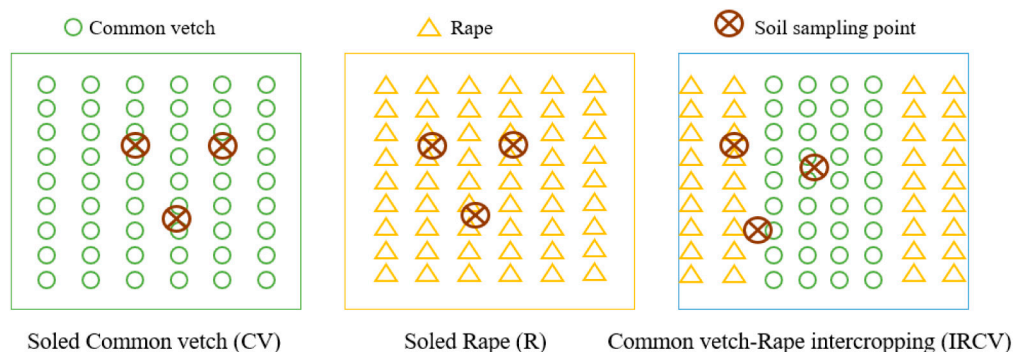 Common vetch
Rape
Soil sampling point
Soled Common vetch (CV)
Soled Rape (R)
Common vetch-Rape intercropping (IRCV)